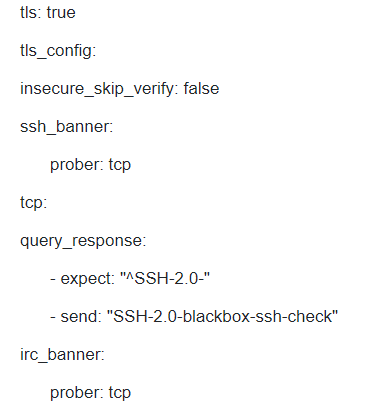 tls: true
tls_config:
insecure_skip_verify: false
ssh_banner:
prober: tcp
tcp:
query_response:
- expect: "^SSH-2.0-"
- send: "SSH-2.0-blackbox-ssh-check"
irc_banner:
prober: tcp